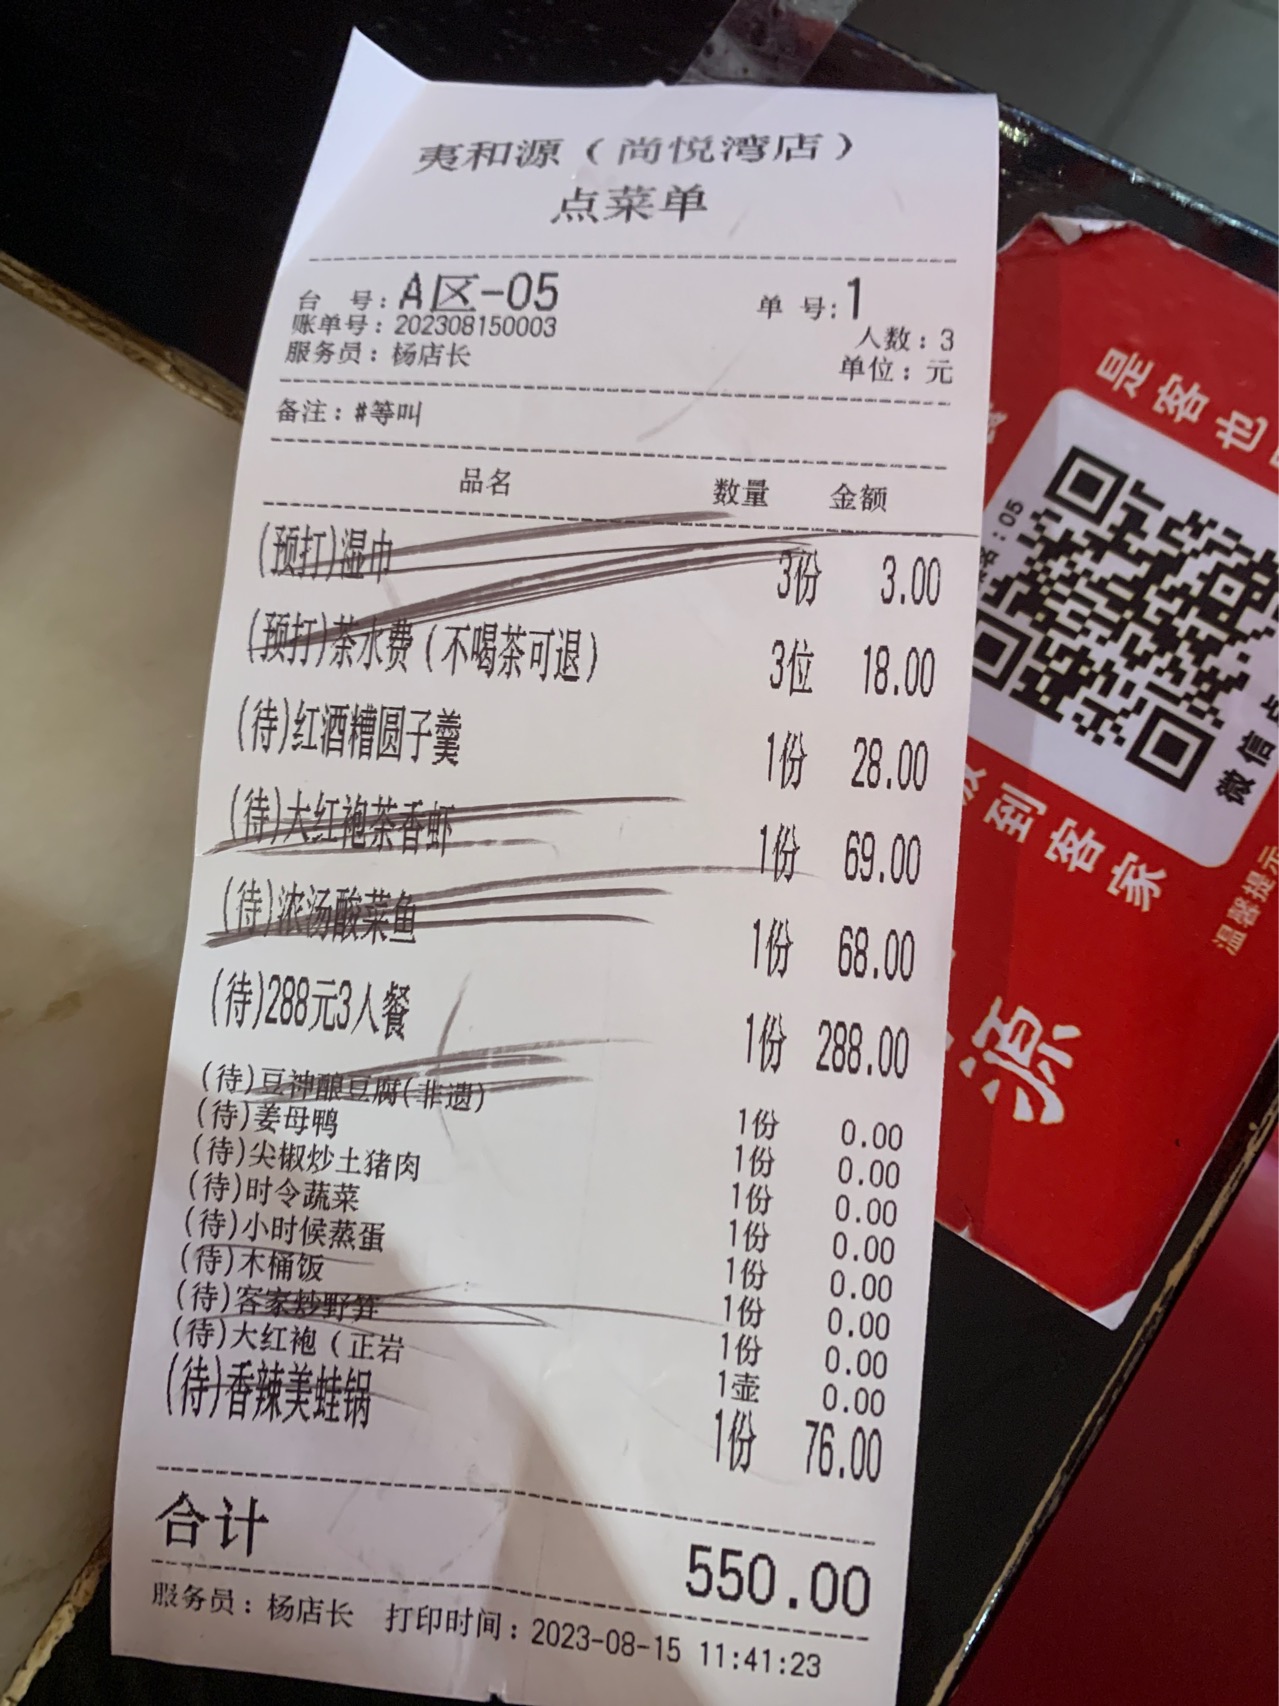 夷和源（尚悦湾店）
点菜单
台 号：A区-05 单 号：1
账单号：202308150003 人数：3
服务员：杨店长 单位：元
备注：#等叫
品名 数量 金额
(预打)湿巾 3份 3.00
(预打)茶水费（不喝茶可退） 3位 18.00
(待)红酒糟圆子羹 1份 28.00
(待)大红袍茶香虾 1份 69.00
(待)浓汤酸菜鱼 1份 68.00
(待)288元3人餐 1份 288.00
(待)豆神酿豆腐(非遗) 1份 0.00
(待)姜母鸭 1份 0.00
(待)尖椒炒土猪肉 1份 0.00
(待)时令蔬菜 1份 0.00
(待)小时候蒸蛋 1份 0.00
(待)木桶饭 1份 0.00
(待)客家炒野笋 1份 0.00
(待)大红袍（正岩 1壶 0.00
(待)香辣美蛙锅 1份 76.00
合计 550.00
服务员：杨店长 打印时间：2023-08-15 11:41:23
是客也
：05
微信
到客家
温馨提示
源